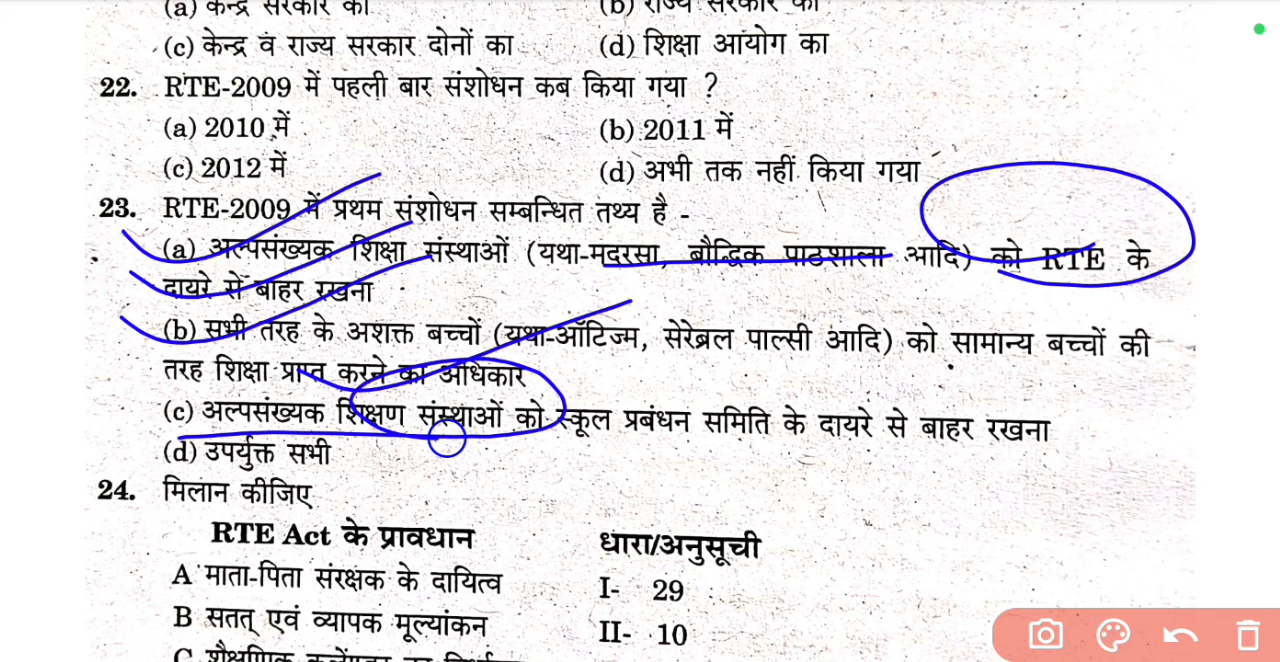 (a) केन्द्र सरकार का
(b) राज्य सरकार का
(c) केन्द्र व राज्य सरकार दोनों का
(d) शिक्षा आयोग का
22. RTE-2009 में पहली बार संशोधन कब किया गया ?
(a) 2010 में
(b) 2011 में
(c) 2012 में
(d) अभी तक नहीं किया गया
23. RTE-2009 में प्रथम संशोधन सम्बन्धित तथ्य है -
(a) अल्पसंख्यक शिक्षा संस्थाओं (यथा-मदरसा, बौद्धिक पाठशाला आदि) को RTE के
दायरे से बाहर रखना
(b) सभी तरह के अशक्त बच्चों (यथा-ऑटिज्म, सेरेब्रल पाल्सी आदि) को सामान्य बच्चों की
तरह शिक्षा प्राप्त करने का अधिकार
(c) अल्पसंख्यक शिक्षण संस्थाओं को स्कूल प्रबंधन समिति के दायरे से बाहर रखना
(d) उपर्युक्त सभी
24. मिलान कीजिए
RTE Act के प्रावधान
धारा/अनुसूची
A माता-पिता संरक्षक के दायित्व
I- 29
B सतत् एवं व्यापक मूल्यांकन
II- 10
C शैक्षणिक